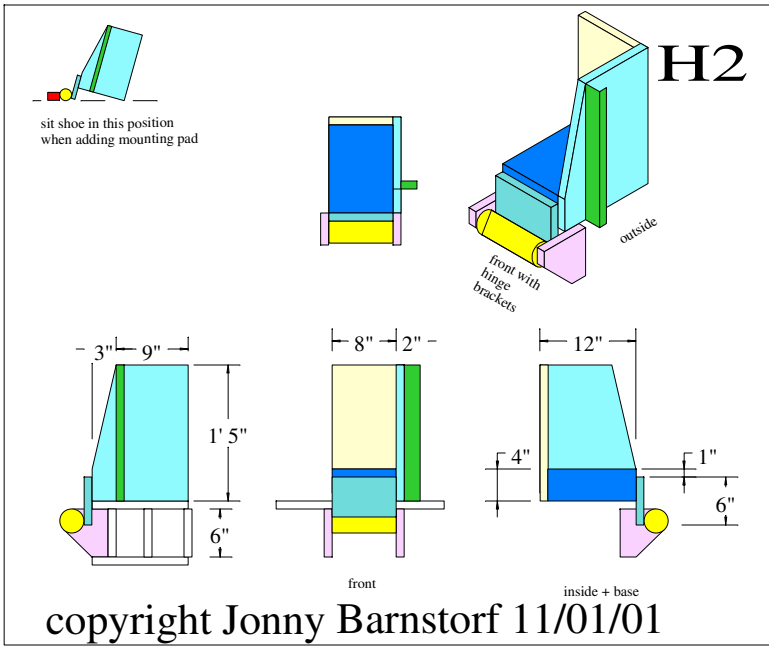 H2
sit shoe in this position
when adding mounting pad
outside
front with
hinge
brackets
3" 9"
8" 2"
12"
1' 5"
4"
1"
6"
6"
front
inside + base
copyright Jonny Barnstorf 11/01/01